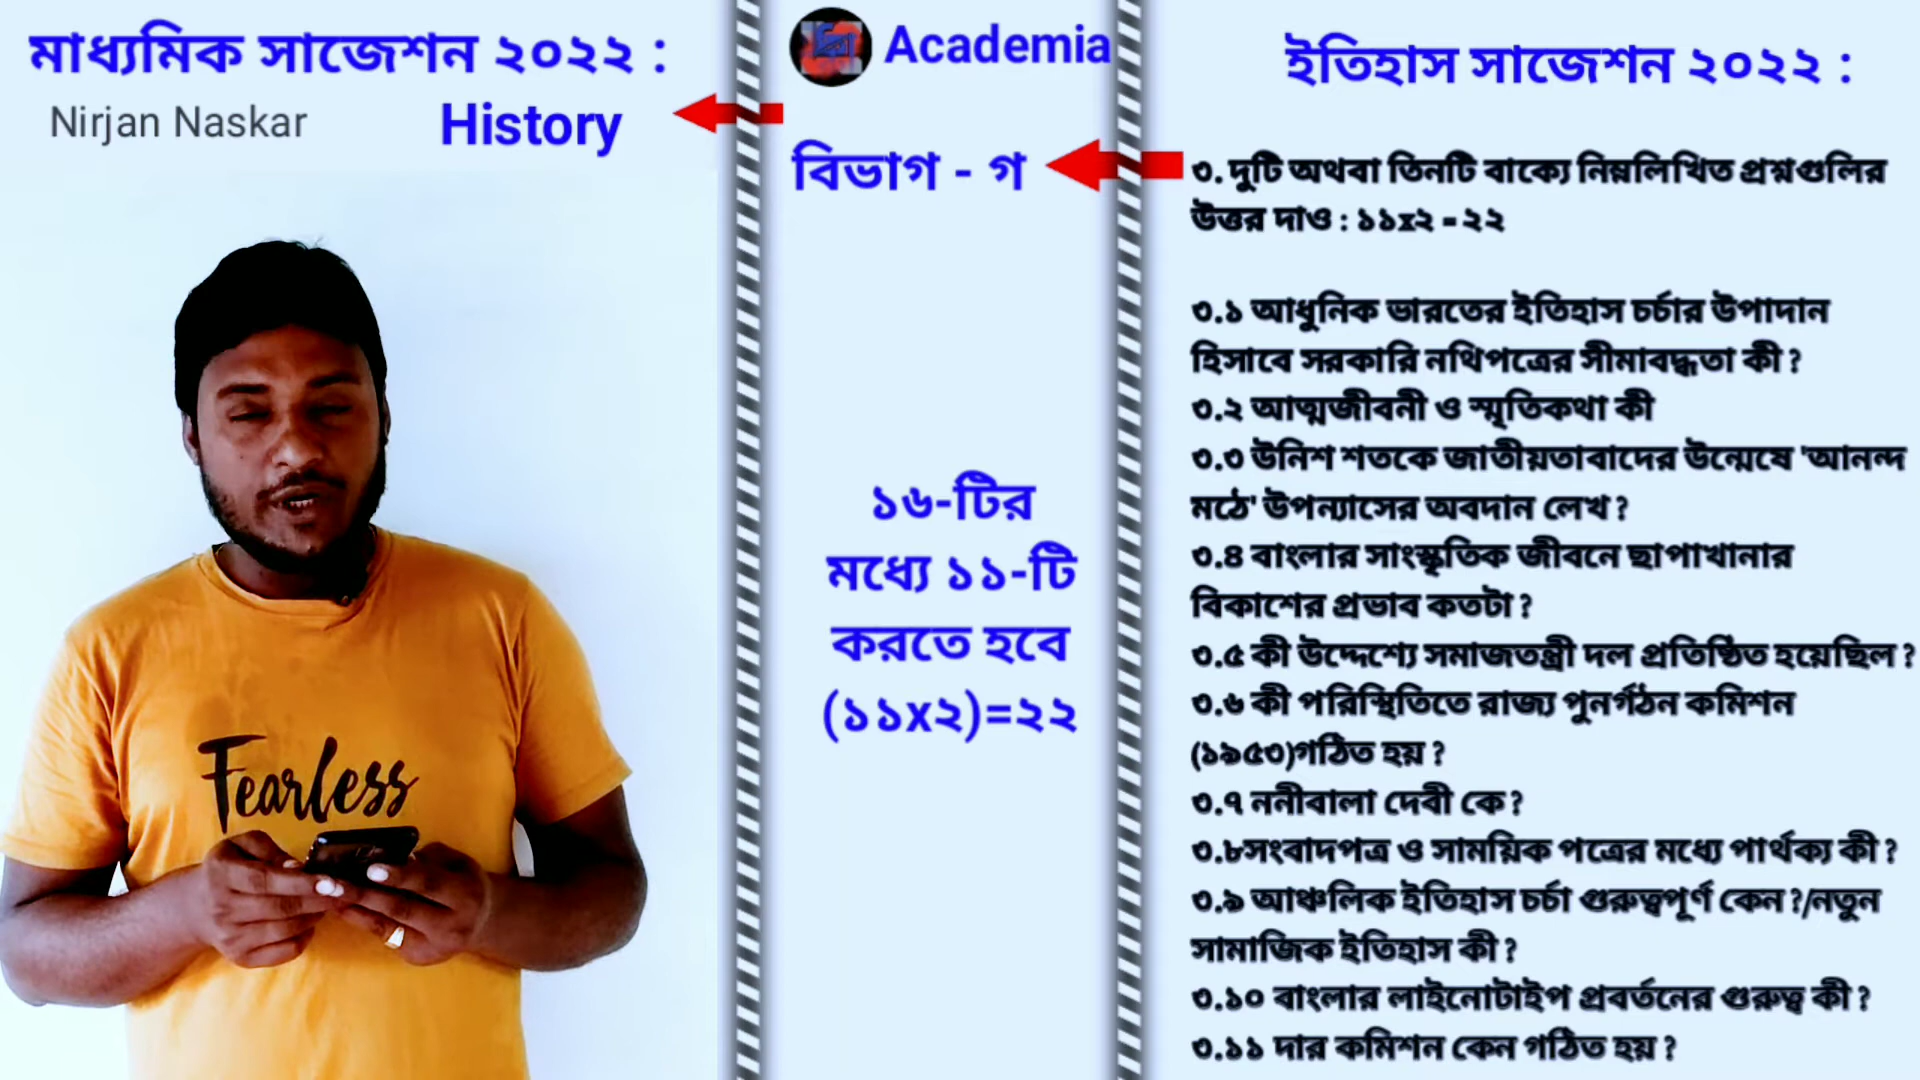 মাধ্যমিক সাজেশন ২০২২ :
Nirjan Naskar
History
Fearless
Academia
বিভাগ - গ
১৬-টির
মধ্যে ১১-টি
করতে হবে
(১১x২)=২২
ইতিহাস সাজেশন ২০২২ :
৩. দুটি অথবা তিনটি বাক্যে নিম্নলিখিত প্রশ্নগুলির
উত্তর দাও : ১১x২ = ২২
৩.১ আধুনিক ভারতের ইতিহাস চর্চার উপাদান
হিসাবে সরকারি নথিপত্রের সীমাবদ্ধতা কী ?
৩.২ আত্মজীবনী ও স্মৃতিকথা কী
৩.৩ উনিশ শতকে জাতীয়তাবাদের উন্মেষে 'আনন্দ
মঠে' উপন্যাসের অবদান লেখ ?
৩.৪ বাংলার সাংস্কৃতিক জীবনে ছাপাখানার
বিকাশের প্রভাব কতটা ?
৩.৫ কী উদ্দেশ্যে সমাজতন্ত্রী দল প্রতিষ্ঠিত হয়েছিল ?
৩.৬ কী পরিস্থিতিতে রাজ্য পুনর্গঠন কমিশন
(১৯৫৩)গঠিত হয় ?
৩.৭ ননীবালা দেবী কে ?
৩.৮সংবাদপত্র ও সাময়িক পত্রের মধ্যে পার্থক্য কী ?
৩.৯ আঞ্চলিক ইতিহাস চর্চা গুরুত্বপূর্ণ কেন ?/নতুন
সামাজিক ইতিহাস কী ?
৩.১০ বাংলার লাইনোটাইপ প্রবর্তনের গুরুত্ব কী ?
৩.১১ দার কমিশন কেন গঠিত হয় ?